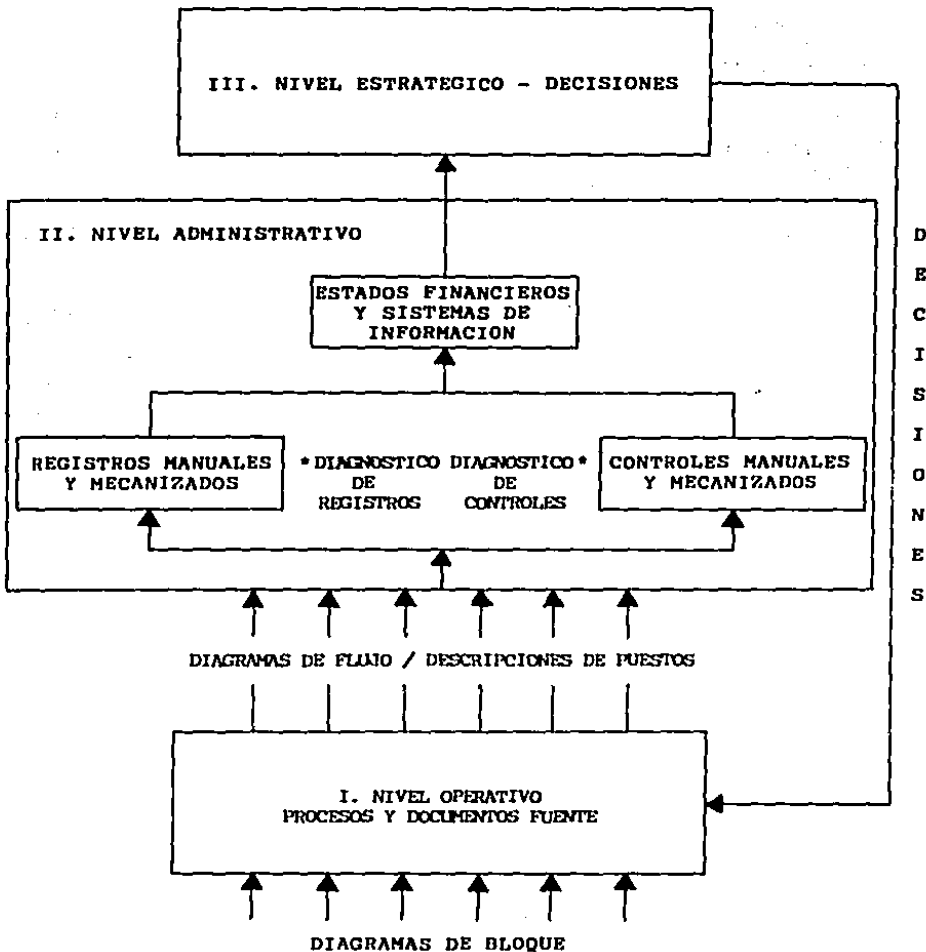 III. NIVEL ESTRATEGICO - DECISIONES
II. NIVEL ADMINISTRATIVO
ESTADOS FINANCIEROS
Y SISTEMAS DE
INFORMACION
REGISTROS MANUALES
Y MECANIZADOS
*DIAGNOSTICO
DE
REGISTROS
DIAGNOSTICO*
DE
CONTROLES
CONTROLES MANUALES
Y MECANIZADOS
DECISIONES
DIAGRAMAS DE FLUJO / DESCRIPCIONES DE PUESTOS
I. NIVEL OPERATIVO
PROCESOS Y DOCUMENTOS FUENTE
DIAGRAMAS DE BLOQUE